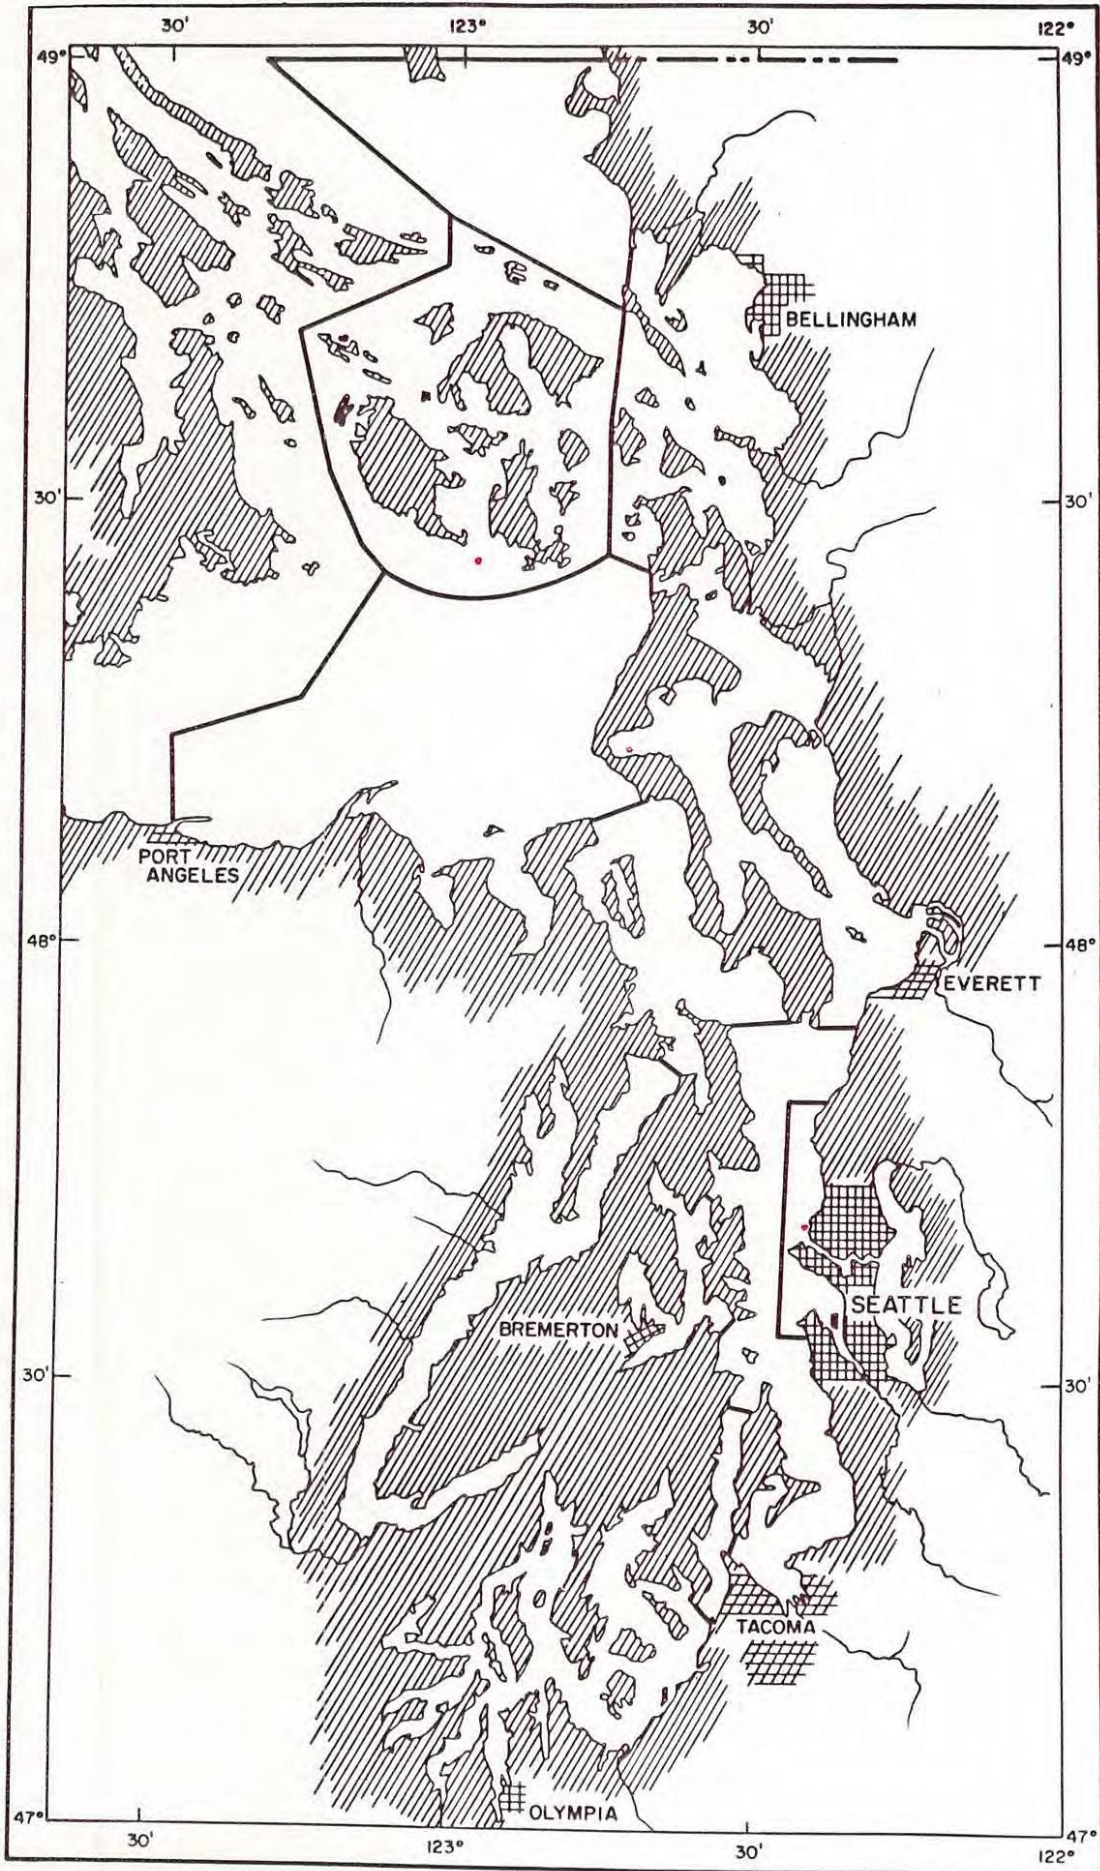 30' 123° 30' 122°
49° 49°
BELLINGHAM
30' 30'
PORT
ANGELES
48° 48°
EVERETT
SEATTLE
BREMERTON
30' 30'
TACOMA
OLYMPIA
47° 47°
30' 123° 30' 122°